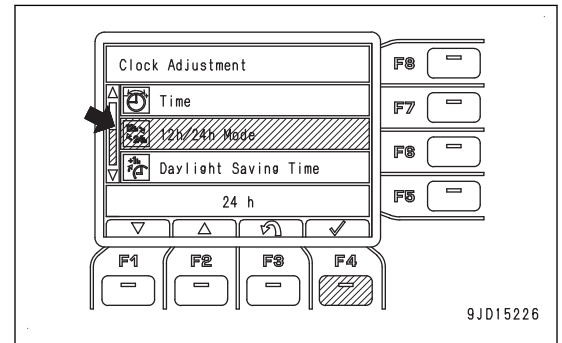 Clock Adjustment
Time
12h/24h Mode
Daylight Saving Time
24 h
F8
F7
F6
F5
F1 F2 F3 F4
9JD15226